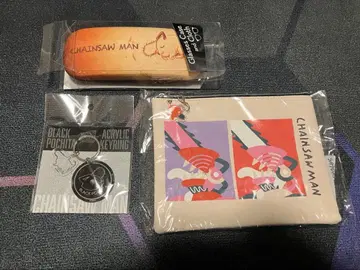 CHAINSAW MAN
Glasses Case
and Cloth
BLACK
POCHITA
ACRYLIC
KEYRING
CHAINSAW MAN
CHAINSAW MAN